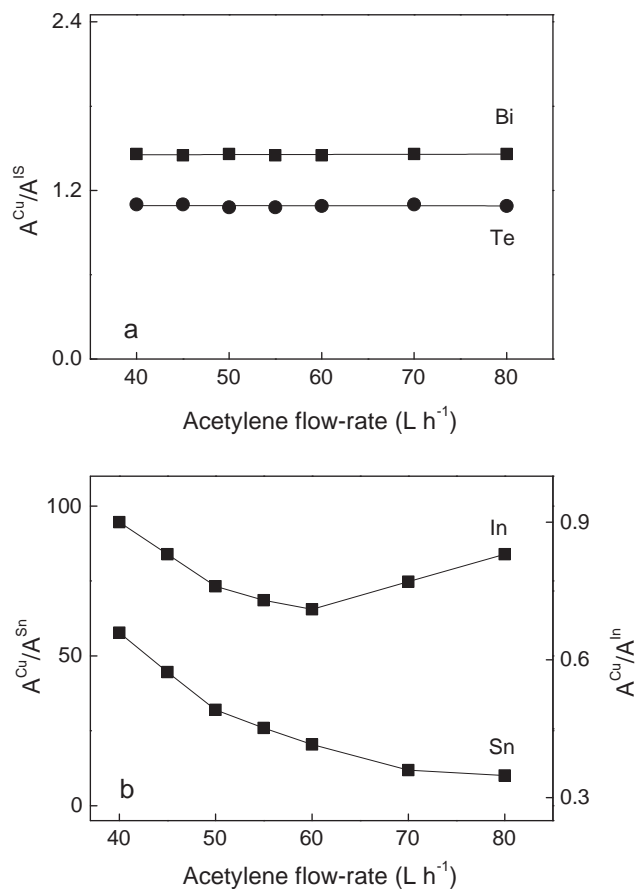 2.4
Bi
A^Cu/A^IS
1.2
Te
a
0.0
40 50 60 70 80
Acetylene flow-rate (L h⁻¹)
100
In
0.9
A^Cu/A^Sn
50
0.6
A^Cu/A^In
Sn
0
b
0.3
40 50 60 70 80
Acetylene flow-rate (L h⁻¹)